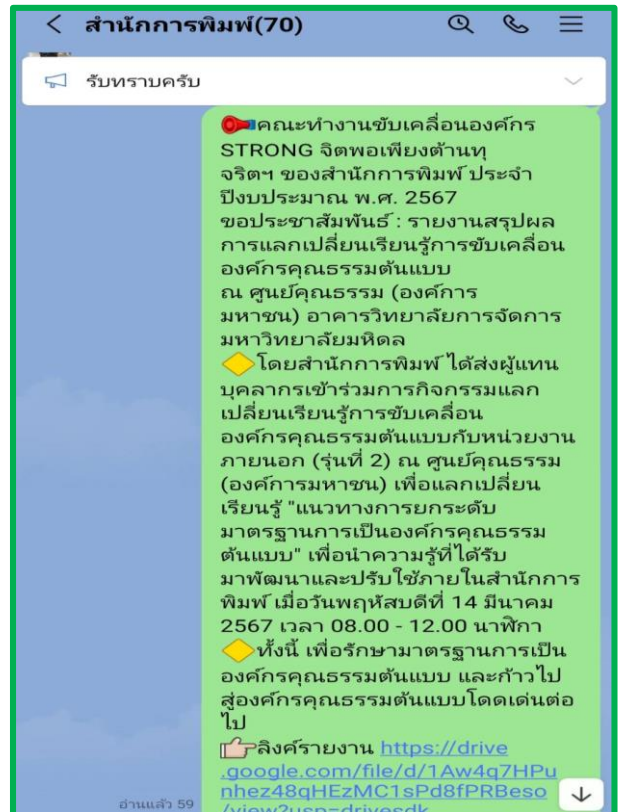 สำนักการพิมพ์(70)
รับทราบครับ
คณะทำงานขับเคลื่อนองค์กร
STRONG จิตพอเพียงต้านทุ
จริตฯ ของสำนักการพิมพ์ ประจำ
ปีงบประมาณ พ.ศ. 2567
ขอประชาสัมพันธ์ : รายงานสรุปผล
การแลกเปลี่ยนเรียนรู้การขับเคลื่อน
องค์กรคุณธรรมต้นแบบ
ณ ศูนย์คุณธรรม (องค์การ
มหาชน) อาคารวิทยาลัยการจัดการ
มหาวิทยาลัยมหิดล
โดยสำนักการพิมพ์ ได้ส่งผู้แทน
บุคลากรเข้าร่วมการกิจกรรมแลก
เปลี่ยนเรียนรู้การขับเคลื่อน
องค์กรคุณธรรมต้นแบบกับหน่วยงาน
ภายนอก (รุ่นที่ 2) ณ ศูนย์คุณธรรม
(องค์การมหาชน) เพื่อแลกเปลี่ยน
เรียนรู้ "แนวทางการยกระดับ
มาตรฐานการเป็นองค์กรคุณธรรม
ต้นแบบ" เพื่อนำความรู้ที่ได้รับ
มาพัฒนาและปรับใช้ภายในสำนักการ
พิมพ์ เมื่อวันพฤหัสบดีที่ 14 มีนาคม
2567 เวลา 08.00 - 12.00 นาฬิกา
ทั้งนี้ เพื่อรักษามาตรฐานการเป็น
องค์กรคุณธรรมต้นแบบ และก้าวไป
สู่องค์กรคุณธรรมต้นแบบโดดเด่นต่อ
ไป
ลิงค์รายงาน https://drive
.google.com/file/d/1Aw4q7HPu
nhez48qHEzMC1sPd8fPRBeso
/view?usp=drivesdk
อ่านแล้ว 59